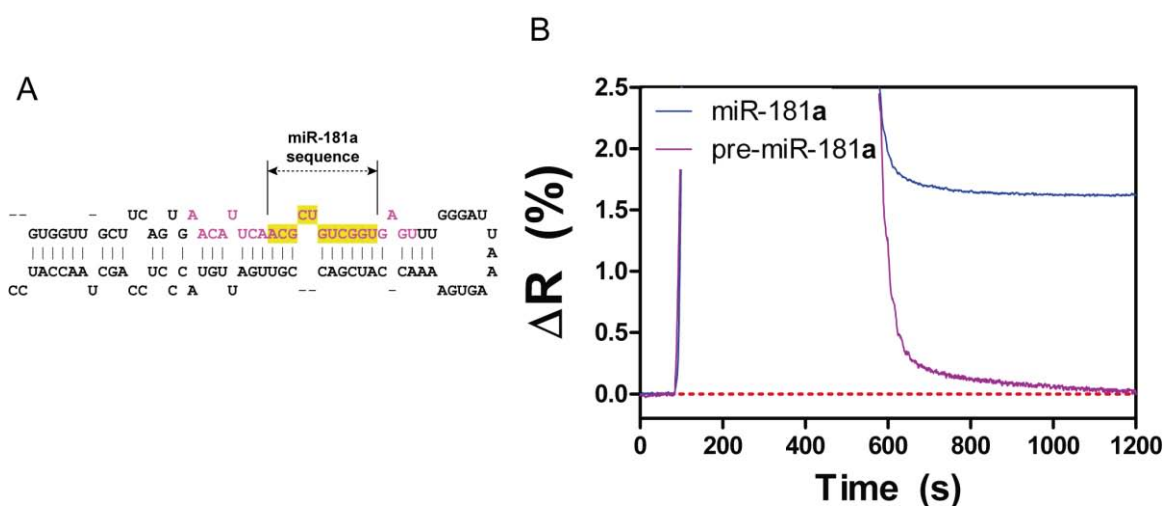 B
A
miR-181a
sequence
-- - UCU U A U CU A GGGAU
GUGGUU GCU AGG G ACA UCAACG GUCGGUG GUUU U
A
UACCAA CGA UC C UGU AGUUGC CAGCUAC CAAA A
CC U CC C A U -- - AGUGA
2.5
2.0
1.5
1.0
0.5
0.0
ΔR (%)
miR-181a
pre-miR-181a
0 200 400 600 800 1000 1200
Time (s)